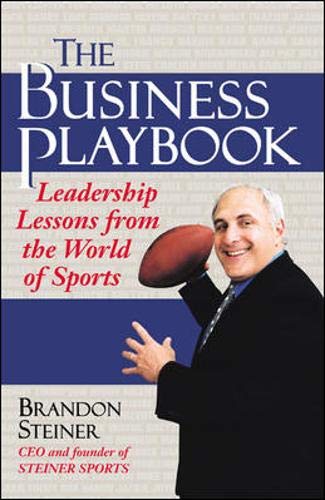 THE
BUSINESS
PLAYBOOK
Leadership
Lessons from
the World
of Sports
BRANDON
STEINER
CEO and founder of
STEINER SPORTS